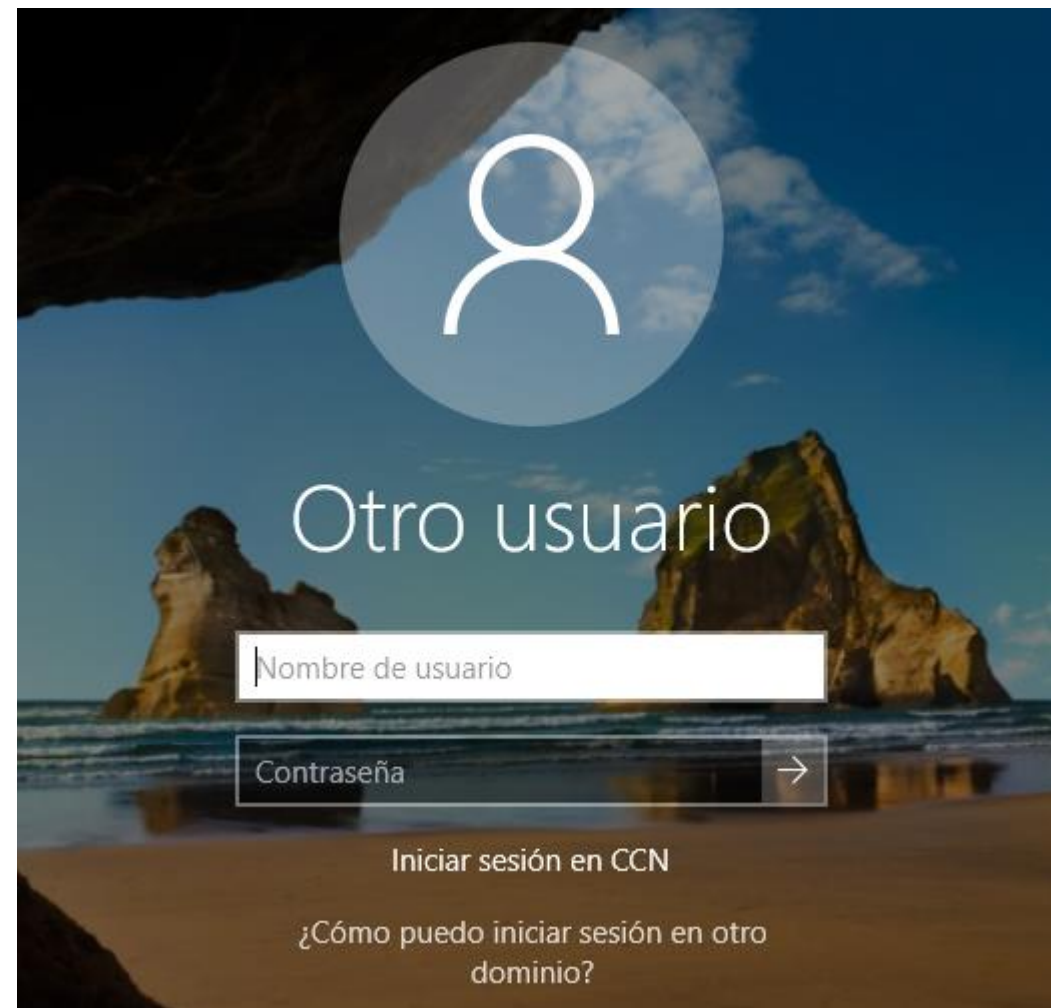 Otro usuario
Nombre de usuario
Contraseña
Iniciar sesión en CCN
¿Cómo puedo iniciar sesión en otro
dominio?